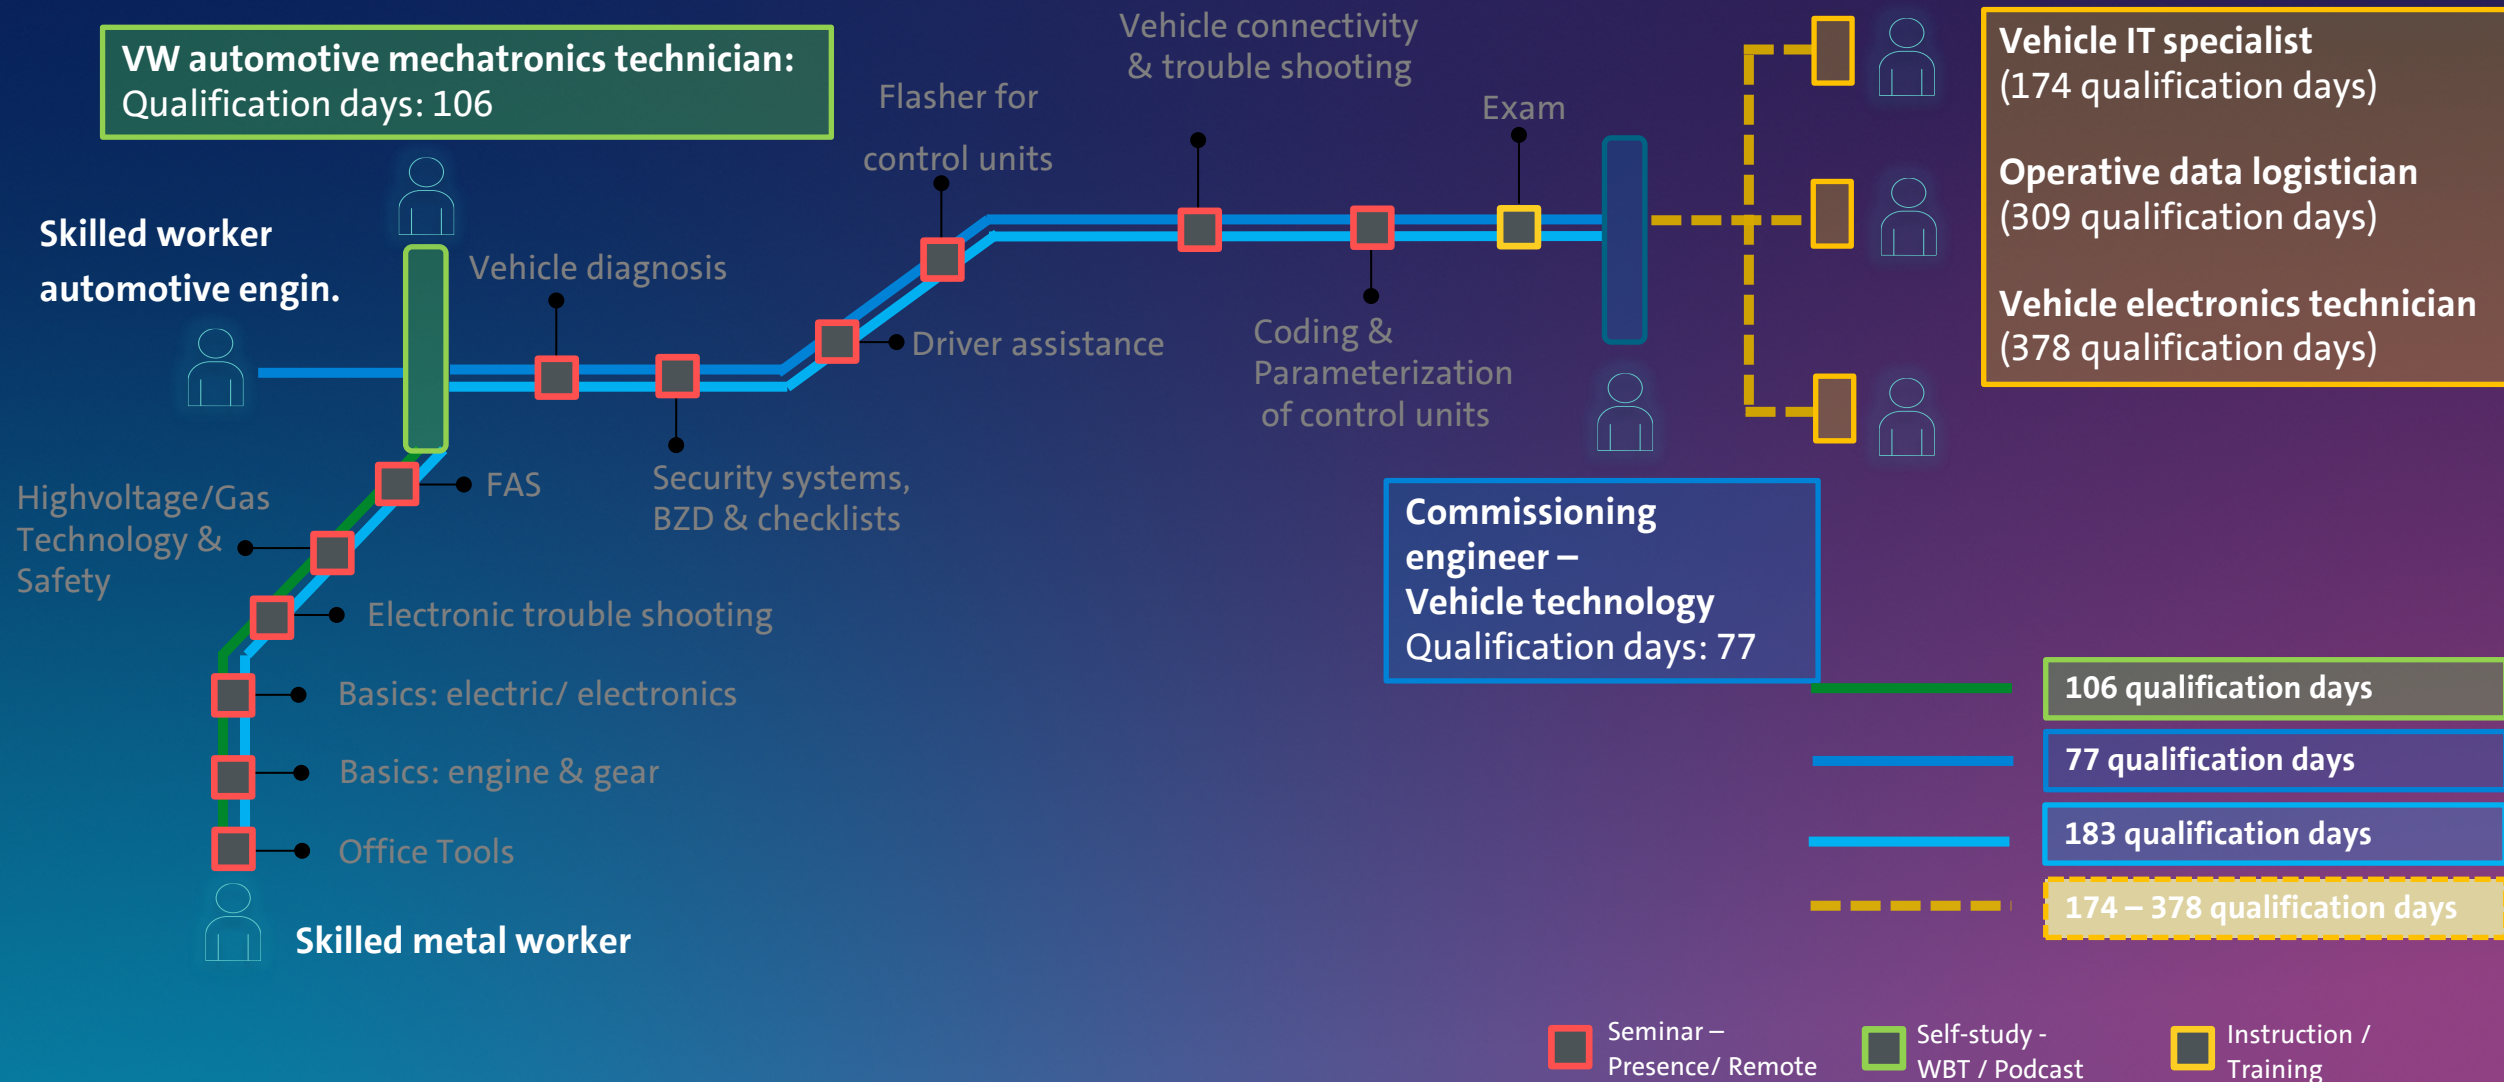 VW automotive mechatronics technician:
Qualification days: 106
Skilled worker
automotive engin.
Vehicle diagnosis
Flasher for
control units
Vehicle connectivity
& trouble shooting
Exam
Vehicle IT specialist
(174 qualification days)
Operative data logistician
(309 qualification days)
Vehicle electronics technician
(378 qualification days)
Driver assistance
Coding &
Parameterization
of control units
Security systems,
BZD & checklists
FAS
Highvoltage/Gas
Technology &
Safety
Electronic trouble shooting
Basics: electric/ electronics
Basics: engine & gear
Office Tools
Skilled metal worker
Commissioning
engineer –
Vehicle technology
Qualification days: 77
106 qualification days
77 qualification days
183 qualification days
174 – 378 qualification days
Seminar –
Presence/ Remote
Self-study -
WBT / Podcast
Instruction /
Training